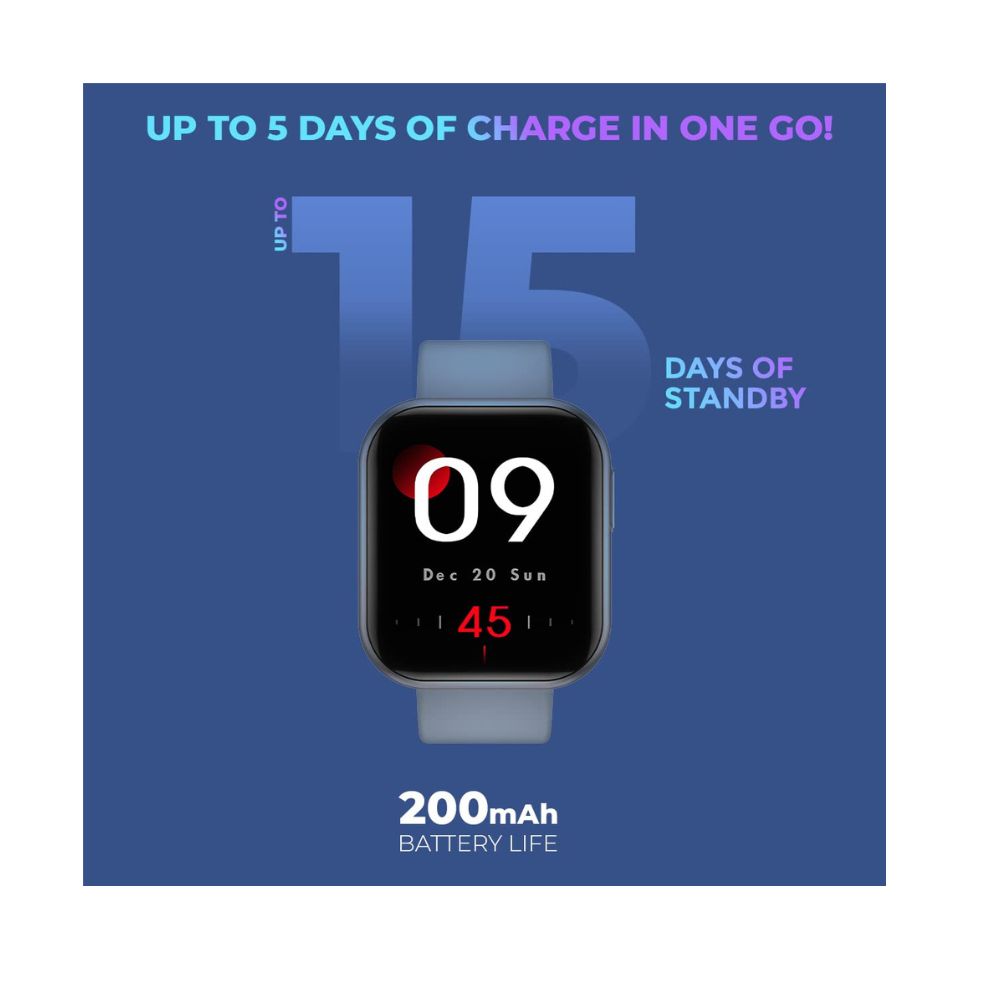 UP TO 5 DAYS OF CHARGE IN ONE GO!
UP TO
15
DAYS OF
STANDBY
09
Dec 20 Sun
45
200mAh
BATTERY LIFE